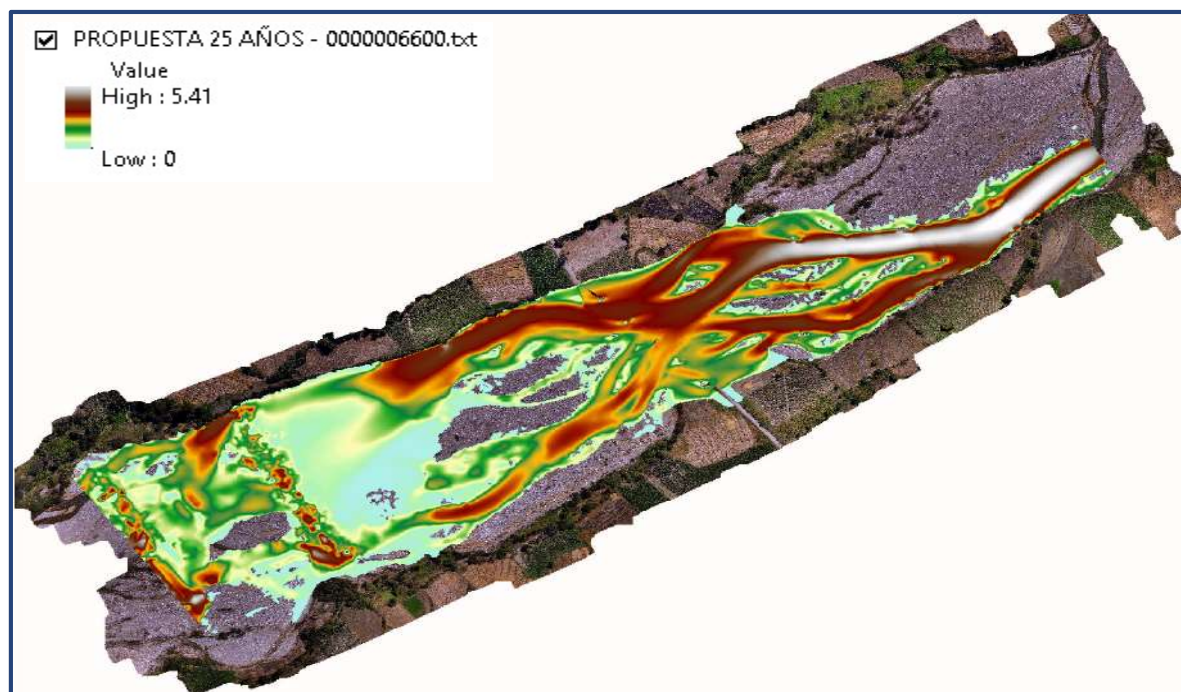 PROPUESTA 25 AÑOS - 0000006600.txt
Value
High : 5.41
Low : 0